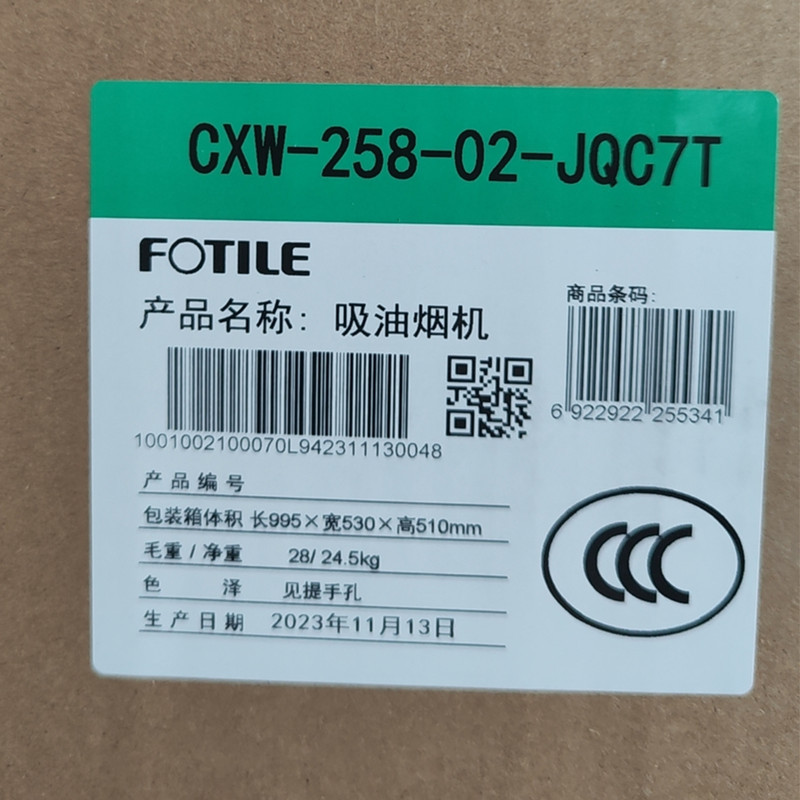 CXW-258-02-JQC7T
FOTILE
产品名称: 吸油烟机
商品条码:
6 922922 255341
1001002100070L942311130048
产品编号
包装箱体积 长995×宽530×高510mm
毛重/净重 28/24.5kg
色泽 见提手孔
生产日期 2023年11月13日
CCC